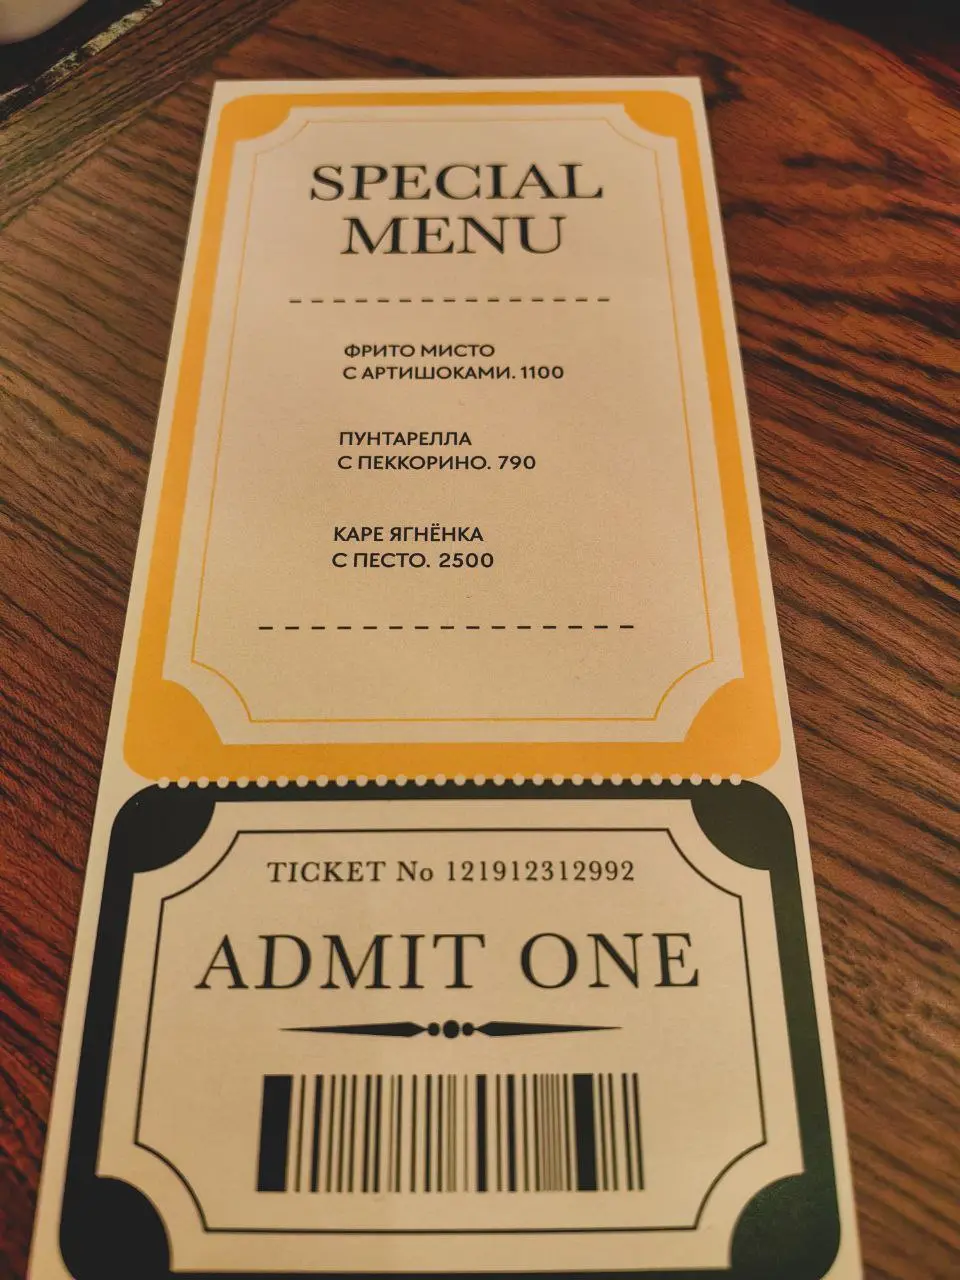 SPECIAL
MENU
ФРИТО МИСТО
С АРТИШОКАМИ. 1100
ПУНТАРЕЛЛА
С ПЕККОРИНО. 790
КАРЕ ЯГНЁНКА
С ПЕСТО. 2500
TICKET No 121912312992
ADMIT ONE